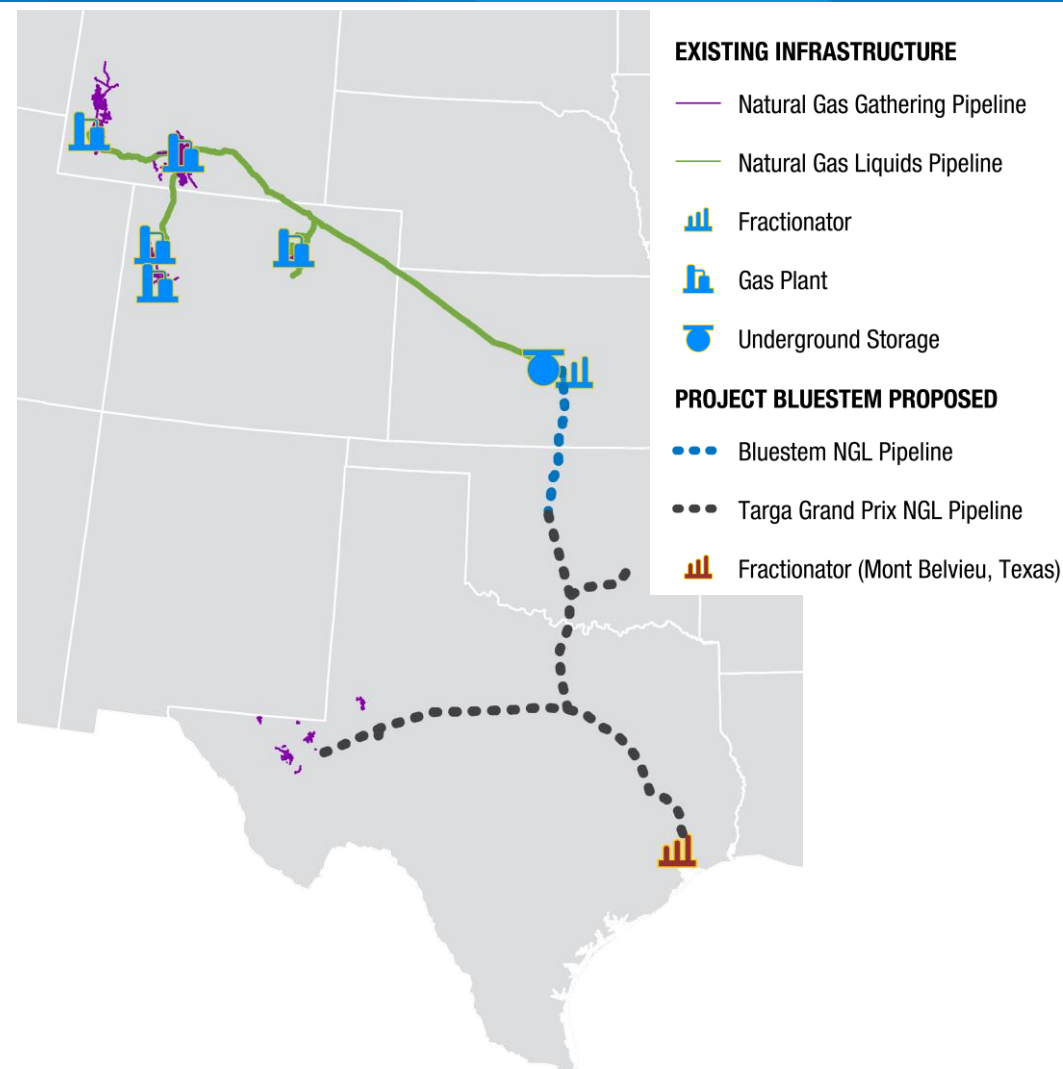 EXISTING INFRASTRUCTURE
Natural Gas Gathering Pipeline
Natural Gas Liquids Pipeline
Fractionator
Gas Plant
Underground Storage
PROJECT BLUESTEM PROPOSED
Bluestem NGL Pipeline
Targa Grand Prix NGL Pipeline
Fractionator (Mont Belvieu, Texas)